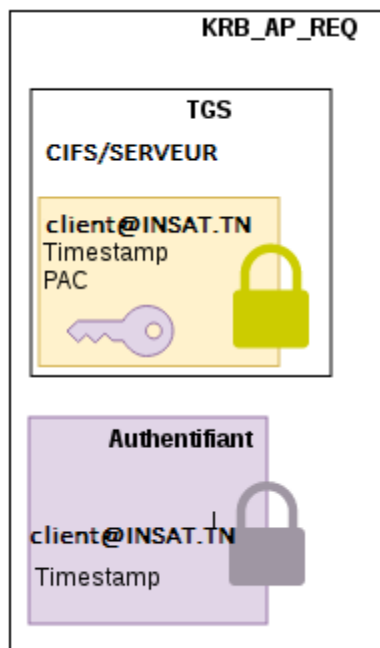 KRB_AP_REQ
TGS
CIFS/SERVEUR
client@INSAT.TN
Timestamp
PAC
Authentifiant
client@INSAT.TN
Timestamp